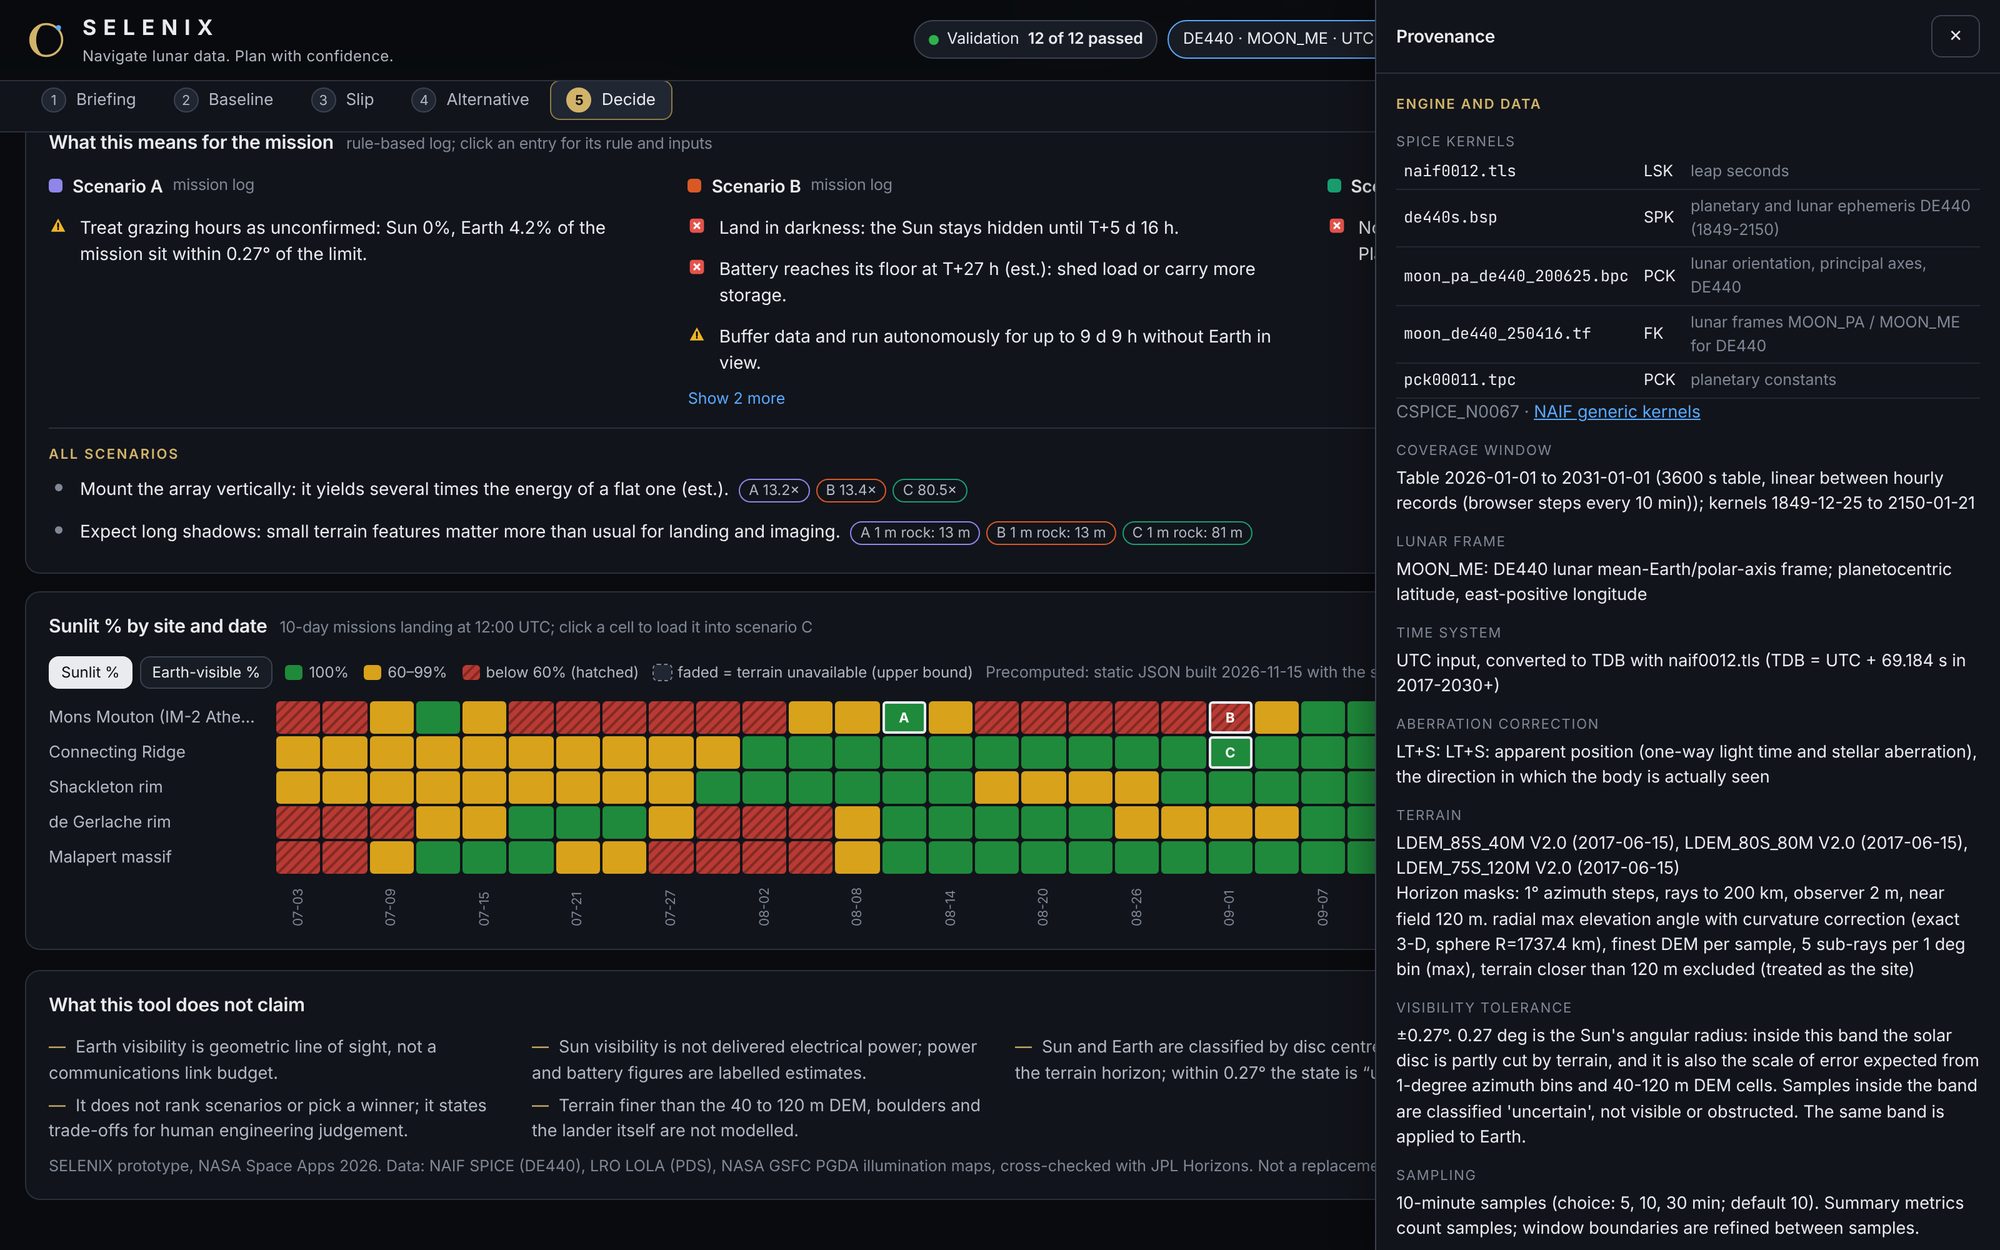 SELENIX
Navigate lunar data. Plan with confidence.
Validation 12 of 12 passed
DE440 · MOON_ME · UTC
1 Briefing
2 Baseline
3 Slip
4 Alternative
5 Decide
What this means for the mission rule-based log; click an entry for its rule and inputs
Scenario A mission log
Treat grazing hours as unconfirmed: Sun 0%, Earth 4.2% of the
mission sit within 0.27° of the limit.
Scenario B mission log
Land in darkness: the Sun stays hidden until T+5 d 16 h.
Battery reaches its floor at T+27 h (est.): shed load or carry more
storage.
Buffer data and run autonomously for up to 9 d 9 h without Earth in
view.
Show 2 more
ALL SCENARIOS
Mount the array vertically: it yields several times the energy of a flat one (est.). A 13.2× B 13.4× C 80.5×
Expect long shadows: small terrain features matter more than usual for landing and imaging. A 1 m rock: 13 m B 1 m rock: 13 m C 1 m rock: 81 m
Sunlit % by site and date 10-day missions landing at 12:00 UTC; click a cell to load it into scenario C
Sunlit % Earth-visible % 100% 60–99% below 60% (hatched) faded = terrain unavailable (upper bound) Precomputed: static JSON built 2026-11-15 with the s
Mons Mouton (IM-2 Athe... A B
Connecting Ridge C
Shackleton rim
de Gerlache rim
Malapert massif
07-03 07-09 07-15 07-21 07-27 08-02 08-08 08-14 08-20 08-26 09-01 09-07
What this tool does not claim
— Earth visibility is geometric line of sight, not a
communications link budget.
— Sun visibility is not delivered electrical power; power
and battery figures are labelled estimates.
— Sun and Earth are classified by disc centre
the terrain horizon; within 0.27° the state is “u
— It does not rank scenarios or pick a winner; it states
trade-offs for human engineering judgement.
— Terrain finer than the 40 to 120 m DEM, boulders and
the lander itself are not modelled.
SELENIX prototype, NASA Space Apps 2026. Data: NAIF SPICE (DE440), LRO LOLA (PDS), NASA GSFC PGDA illumination maps, cross-checked with JPL Horizons. Not a replaceme
Provenance
ENGINE AND DATA
SPICE KERNELS
naif0012.tls LSK leap seconds
de440s.bsp SPK planetary and lunar ephemeris DE440
(1849-2150)
moon_pa_de440_200625.bpc PCK lunar orientation, principal axes,
DE440
moon_de440_250416.tf FK lunar frames MOON_PA / MOON_ME
for DE440
pck00011.tpc PCK planetary constants
CSPICE_N0067 · NAIF generic kernels
COVERAGE WINDOW
Table 2026-01-01 to 2031-01-01 (3600 s table, linear between hourly
records (browser steps every 10 min)); kernels 1849-12-25 to 2150-01-21
LUNAR FRAME
MOON_ME: DE440 lunar mean-Earth/polar-axis frame; planetocentric
latitude, east-positive longitude
TIME SYSTEM
UTC input, converted to TDB with naif0012.tls (TDB = UTC + 69.184 s in
2017-2030+)
ABERRATION CORRECTION
LT+S: LT+S: apparent position (one-way light time and stellar aberration),
the direction in which the body is actually seen
TERRAIN
LDEM_85S_40M V2.0 (2017-06-15), LDEM_80S_80M V2.0 (2017-06-15),
LDEM_75S_120M V2.0 (2017-06-15)
Horizon masks: 1° azimuth steps, rays to 200 km, observer 2 m, near
field 120 m. radial max elevation angle with curvature correction (exact
3-D, sphere R=1737.4 km), finest DEM per sample, 5 sub-rays per 1 deg
bin (max), terrain closer than 120 m excluded (treated as the site)
VISIBILITY TOLERANCE
±0.27°. 0.27 deg is the Sun's angular radius: inside this band the solar
disc is partly cut by terrain, and it is also the scale of error expected from
1-degree azimuth bins and 40-120 m DEM cells. Samples inside the band
are classified 'uncertain', not visible or obstructed. The same band is
applied to Earth.
SAMPLING
10-minute samples (choice: 5, 10, 30 min; default 10). Summary metrics
count samples; window boundaries are refined between samples.